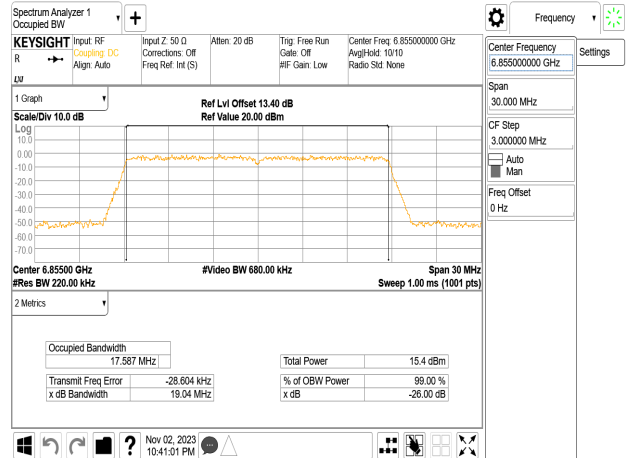 Spectrum Analyzer 1
Occupied BW
Frequency
KEYSIGHT
R
Input: RF
Coupling: DC
Align: Auto
Input Z: 50 Ω
Corrections: Off
Freq Ref: Int (S)
Atten: 20 dB
Trig: Free Run
Gate: Off
#IF Gain: Low
Center Freq: 6.855000000 GHz
Avg|Hold: 10/10
Radio Std: None
Center Frequency
6.855000000 GHz
Settings
Span
30.000 MHz
CF Step
3.000000 MHz
Auto
Man
Freq Offset
0 Hz
1 Graph
Scale/Div 10.0 dB
Ref Lvl Offset 13.40 dB
Ref Value 20.00 dBm
Log
10.0
0.00
-10.0
-20.0
-30.0
-40.0
-50.0
-60.0
-70.0
Center 6.85500 GHz
#Res BW 220.00 kHz
#Video BW 680.00 kHz
Span 30 MHz
Sweep 1.00 ms (1001 pts)
2 Metrics
Occupied Bandwidth
17.587 MHz
Total Power 15.4 dBm
Transmit Freq Error -28.604 kHz
% of OBW Power 99.00 %
x dB Bandwidth 19.04 MHz
x dB -26.00 dB
?
Nov 02, 2023
10:41:01 PM